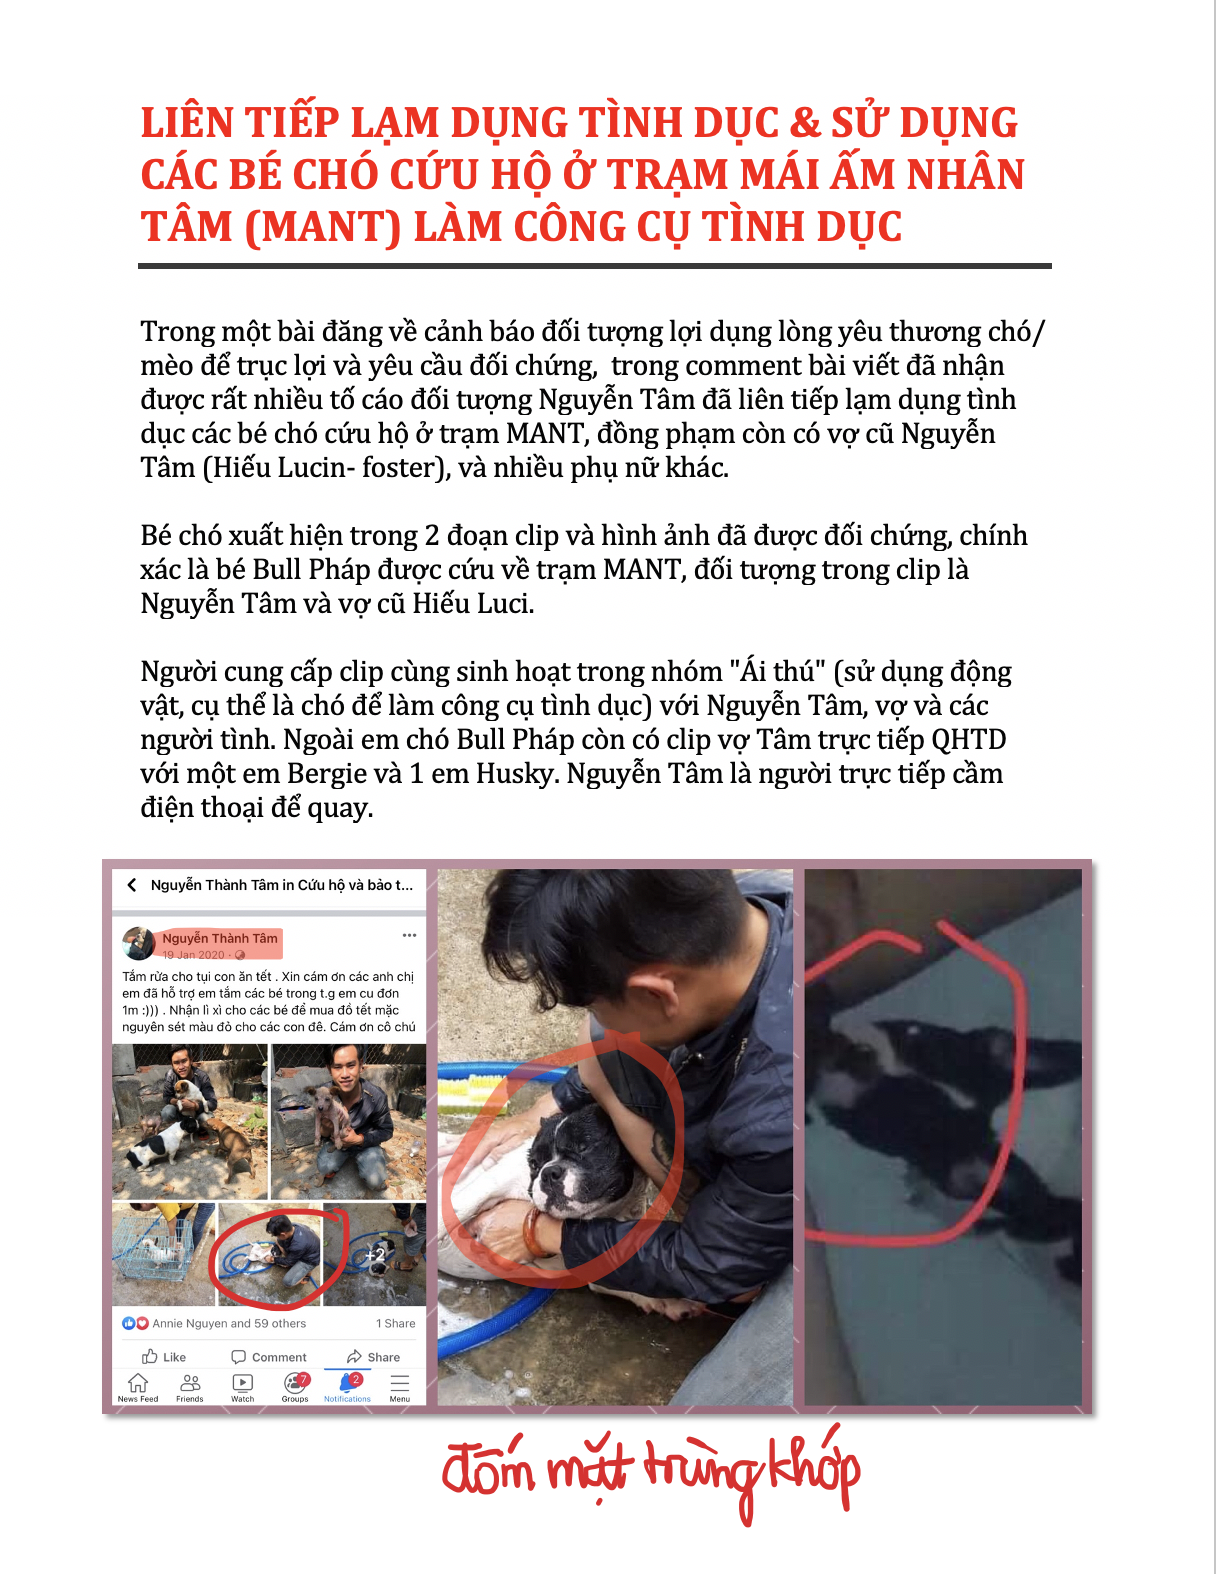 LIÊN TIẾP LẠM DỤNG TÌNH DỤC & SỬ DỤNG
CÁC BÉ CHÓ CỨU HỘ Ở TRẠM MÁI ẤM NHÂN
TÂM (MANT) LÀM CÔNG CỤ TÌNH DỤC
Trong một bài đăng về cảnh báo đối tượng lợi dụng lòng yêu thương chó/
mèo để trục lợi và yêu cầu đối chứng,  trong comment bài viết đã nhận
được rất nhiều tố cáo đối tượng Nguyễn Tâm đã liên tiếp lạm dụng tình
dục các bé chó cứu hộ ở trạm MANT, đồng phạm còn có vợ cũ Nguyễn
Tâm (Hiếu Lucin- foster), và nhiều phụ nữ khác.
Bé chó xuất hiện trong 2 đoạn clip và hình ảnh đã được đối chứng, chính
xác là bé Bull Pháp được cứu về trạm MANT, đối tượng trong clip là
Nguyễn Tâm và vợ cũ Hiếu Luci.
Người cung cấp clip cùng sinh hoạt trong nhóm "Ái thú" (sử dụng động
vật, cụ thể là chó để làm công cụ tình dục) với Nguyễn Tâm, vợ và các
người tình. Ngoài em chó Bull Pháp còn có clip vợ Tâm trực tiếp QHTD
với một em Bergie và 1 em Husky. Nguyễn Tâm là người trực tiếp cầm
điện thoại để quay.
Nguyễn Thành Tâm in Cứu hộ và bảo t...
Nguyễn Thành Tâm
19 Jan 2020 ·
Tắm rửa cho tụi con ăn tết . Xin cám ơn các anh chị
em đã hỗ trợ em tắm các bé trong t.g em cu đơn
1m :))) . Nhận lì xì cho các bé để mua đồ tết mặc
nguyên sét màu đỏ cho các con đê. Cám ơn cô chú
+2
Annie Nguyen and 59 others
1 Share
Like
Comment
Share
7
2
News Feed
Friends
Watch
Groups
Notifications
Menu
đốm mặt trùng khớp